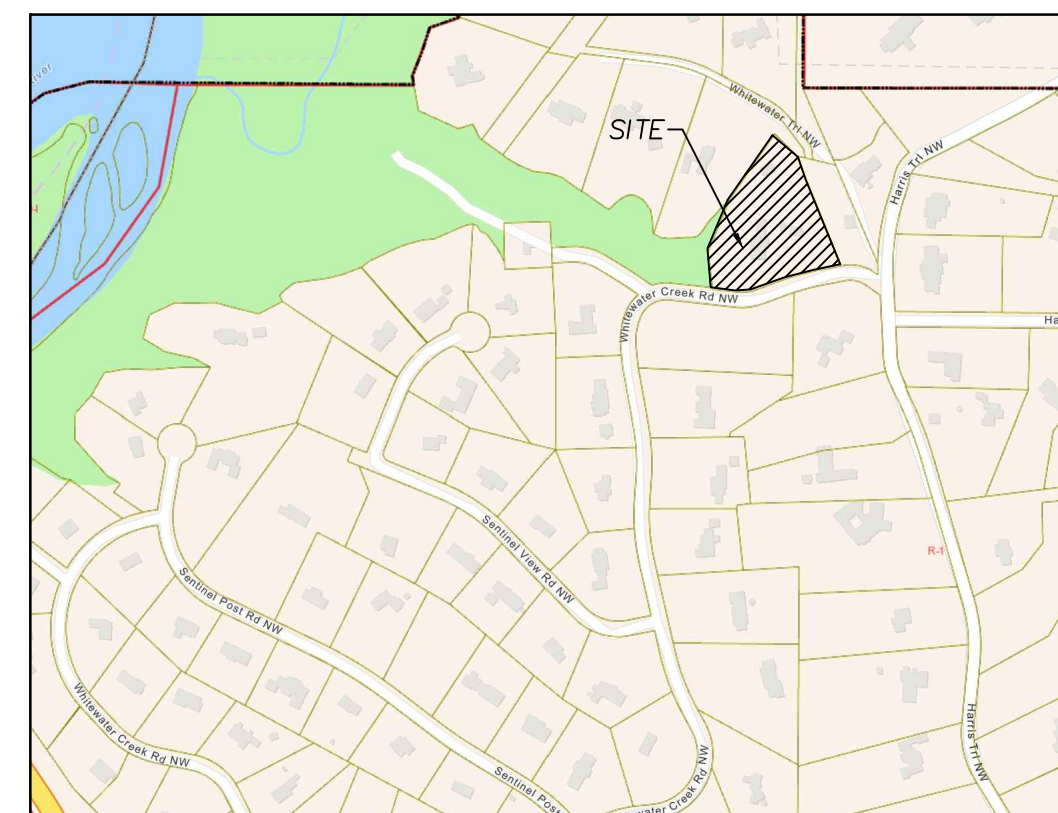 iver
Whitewater Trl NW
SITE
Harris Trl NW
Whitewater Creek Rd NW
Ha
Sentinel View Rd NW
R-1
Sentinel Post Rd NW
Whitewater Creek Rd NW
Harris Trl NW
Sentinel Post
water Creek Rd NW